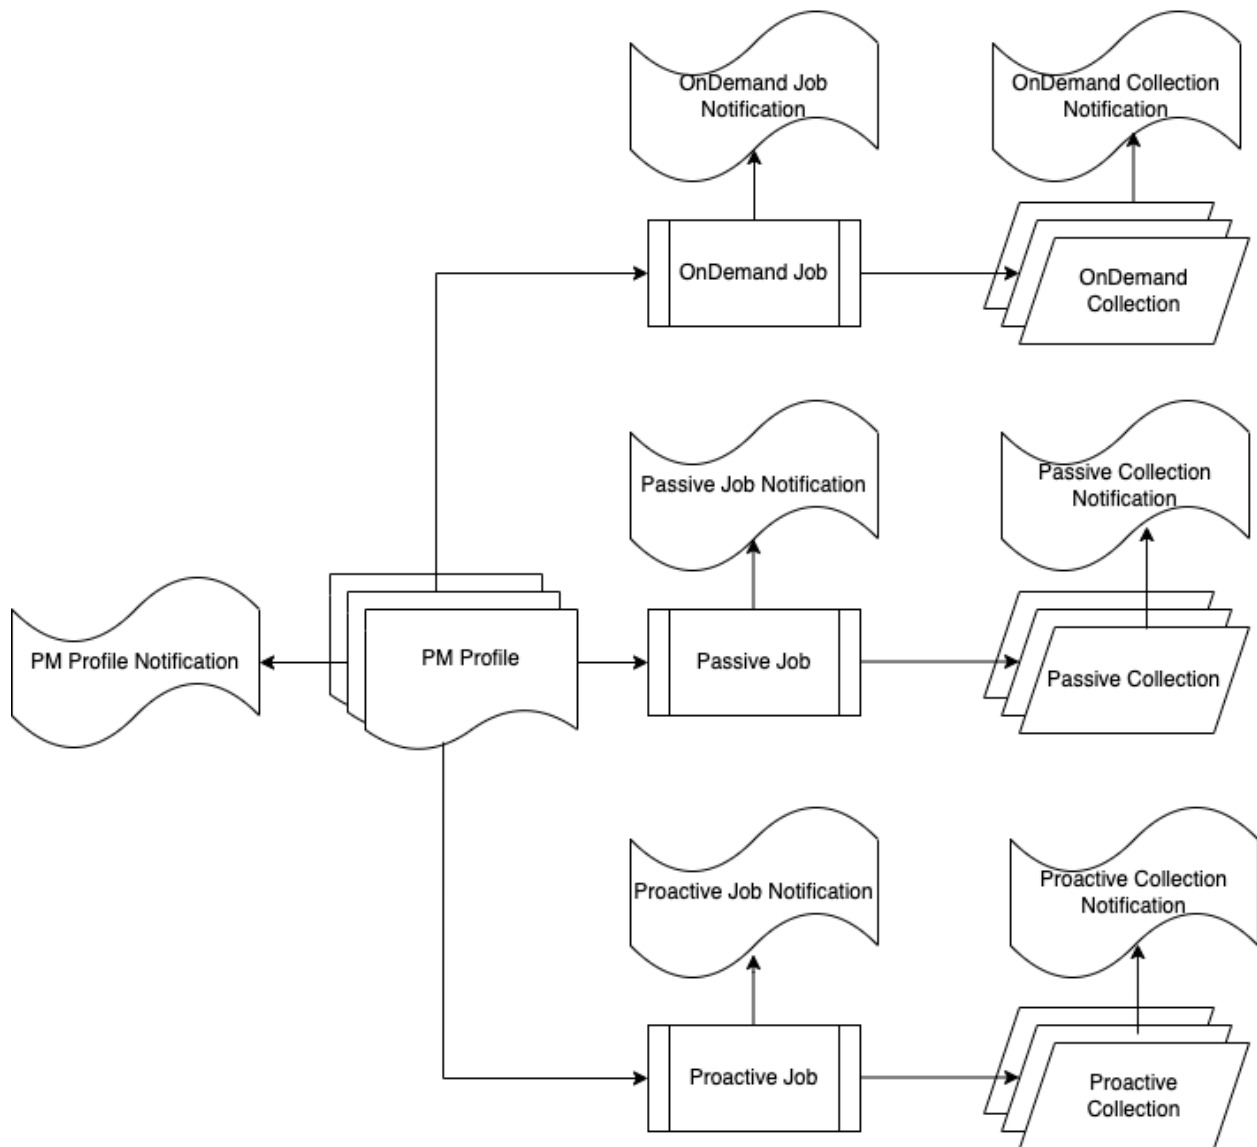 OnDemand Job
Notification
OnDemand Collection
Notification
OnDemand Job
OnDemand
Collection
Passive Job Notification
Passive Collection
Notification
PM Profile Notification
PM Profile
Passive Job
Passive Collection
Proactive Job Notification
Proactive Collection
Notification
Proactive Job
Proactive
Collection